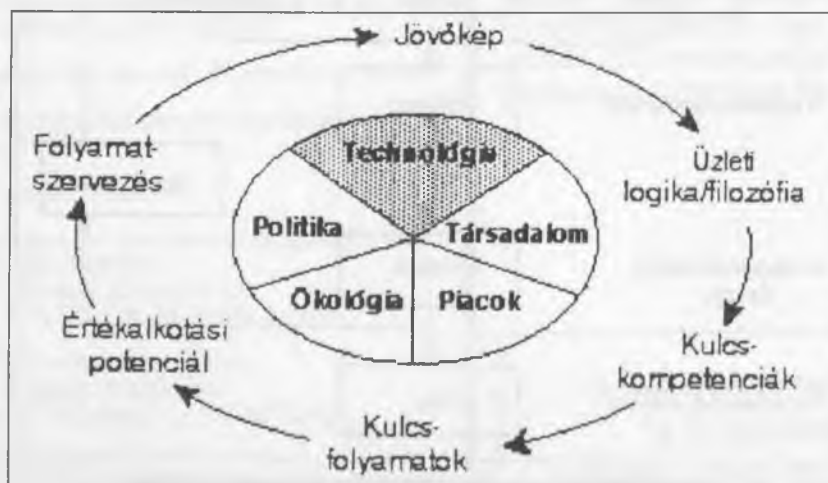 Jövőkép
Üzleti
logika/filozófia
Kulcs-
kompetenciák
Kulcs-
folyamatok
Értékalkotási
potenciál
Folyamat-
szervezés
Technológia
Politika
Társadalom
Ökológia
Piacok